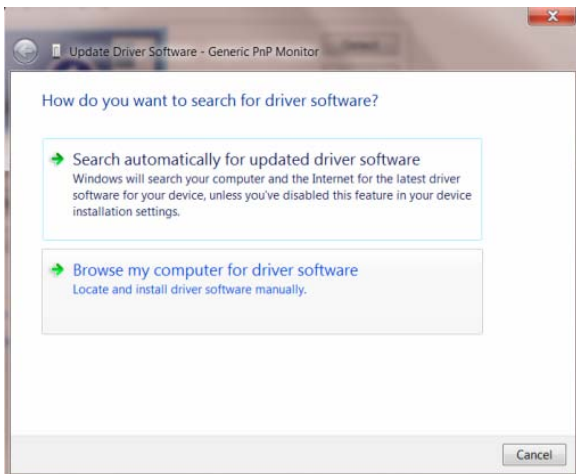 Update Driver Software - Generic PnP Monitor
How do you want to search for driver software?
Search automatically for updated driver software
Windows will search your computer and the Internet for the latest driver
software for your device, unless you've disabled this feature in your device
installation settings.
Browse my computer for driver software
Locate and install driver software manually.
Cancel